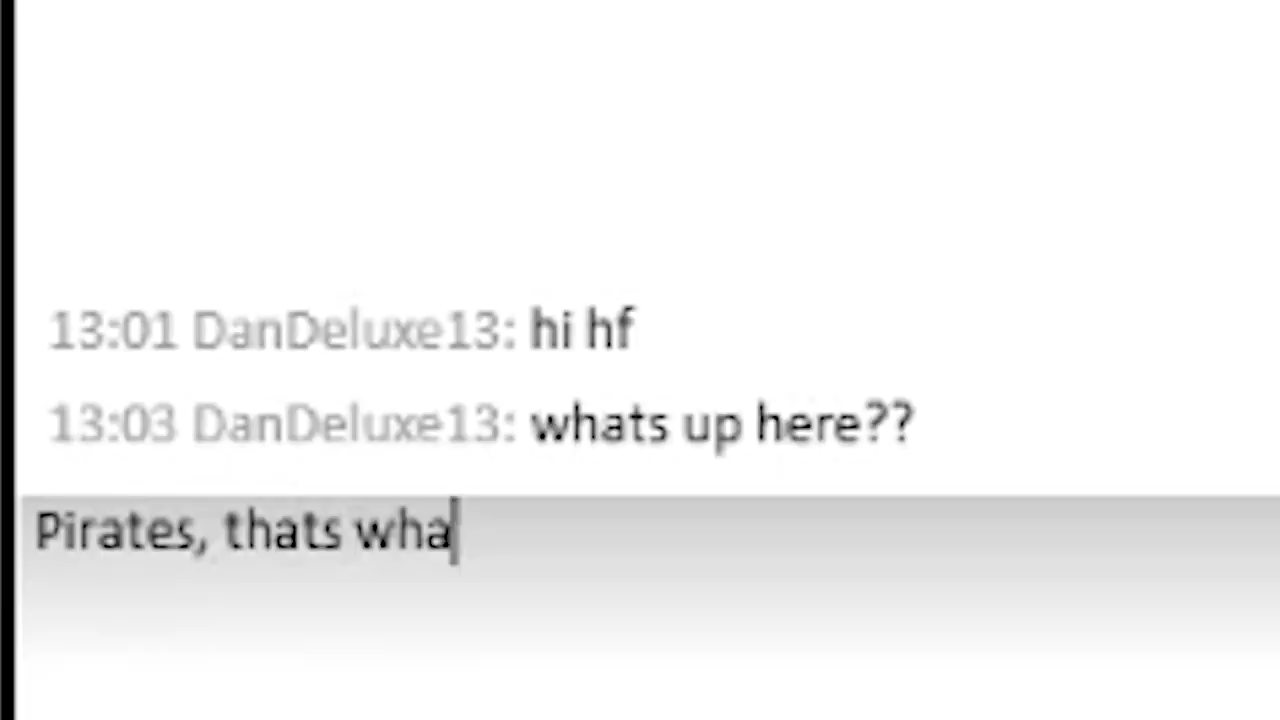 13:01 DanDeluxe13: hi hf
13:03 DanDeluxe13: whats up here??
Pirates, thats wha